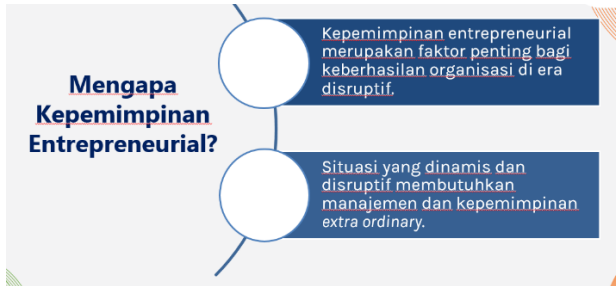 Mengapa
Kepemimpinan
Entrepreneurial?
Kepemimpinan entrepreneurial
merupakan faktor penting bagi
keberhasilan organisasi di era
disruptif.
Situasi yang dinamis dan
disruptif membutuhkan
manajemen dan kepemimpinan
extra ordinary.